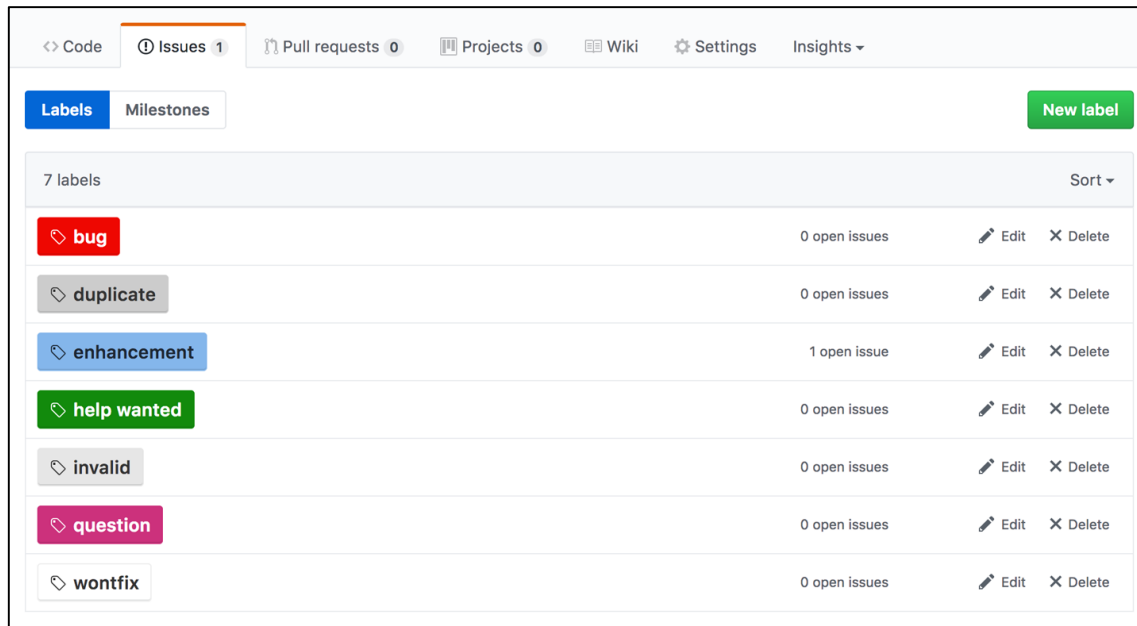 Code Issues 1 Pull requests 0 Projects 0 Wiki Settings Insights
Labels Milestones New label
7 labels Sort
bug 0 open issues Edit Delete
duplicate 0 open issues Edit Delete
enhancement 1 open issue Edit Delete
help wanted 0 open issues Edit Delete
invalid 0 open issues Edit Delete
question 0 open issues Edit Delete
wontfix 0 open issues Edit Delete